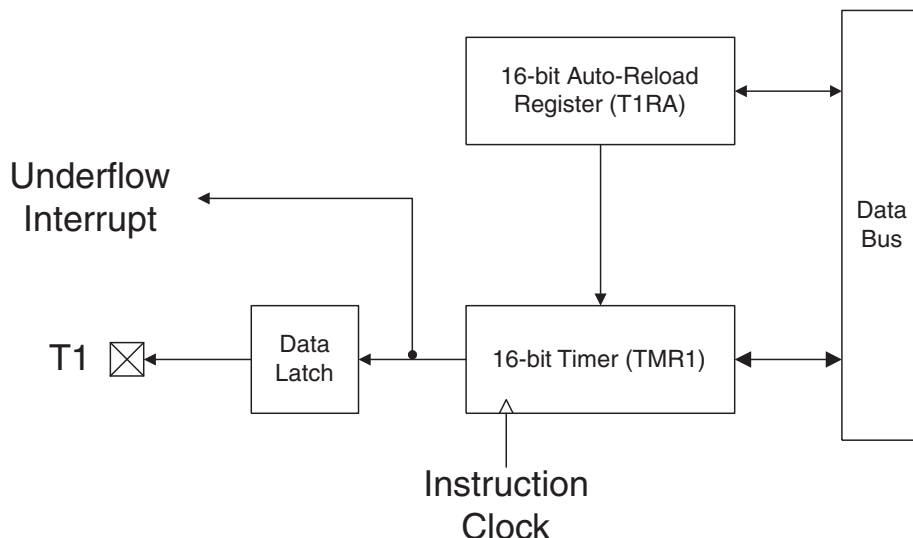 16-bit Auto-Reload
Register (T1RA)
Underflow
Interrupt
Data
Bus
T1
Data
Latch
16-bit Timer (TMR1)
Instruction
Clock